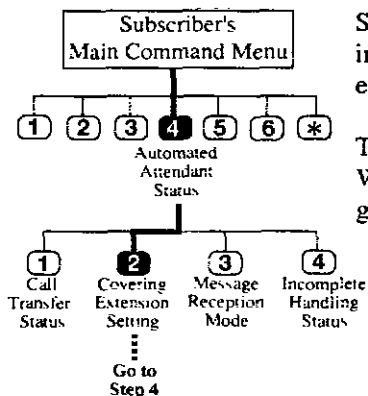 Subscriber's
Main Command Menu
1 2 3 4 5 6 *
Automated
Attendant
Status
1 2 3 4
Call Transfer Status
Covering Extension Setting
Message Reception Mode
Incomplete Handling Status
Go to
Step 4
S
i
e
T
W
g